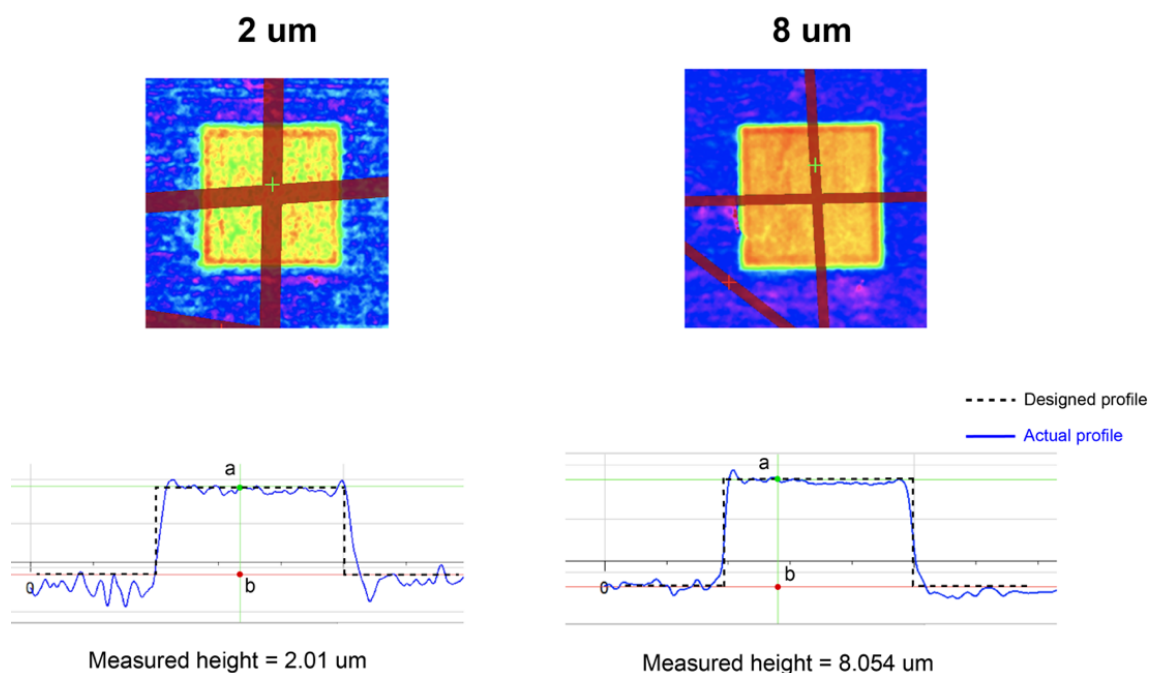 2 um
8 um
Designed profile
Actual profile
a
b
0
Measured height = 2.01 um
a
b
0
Measured height = 8.054 um